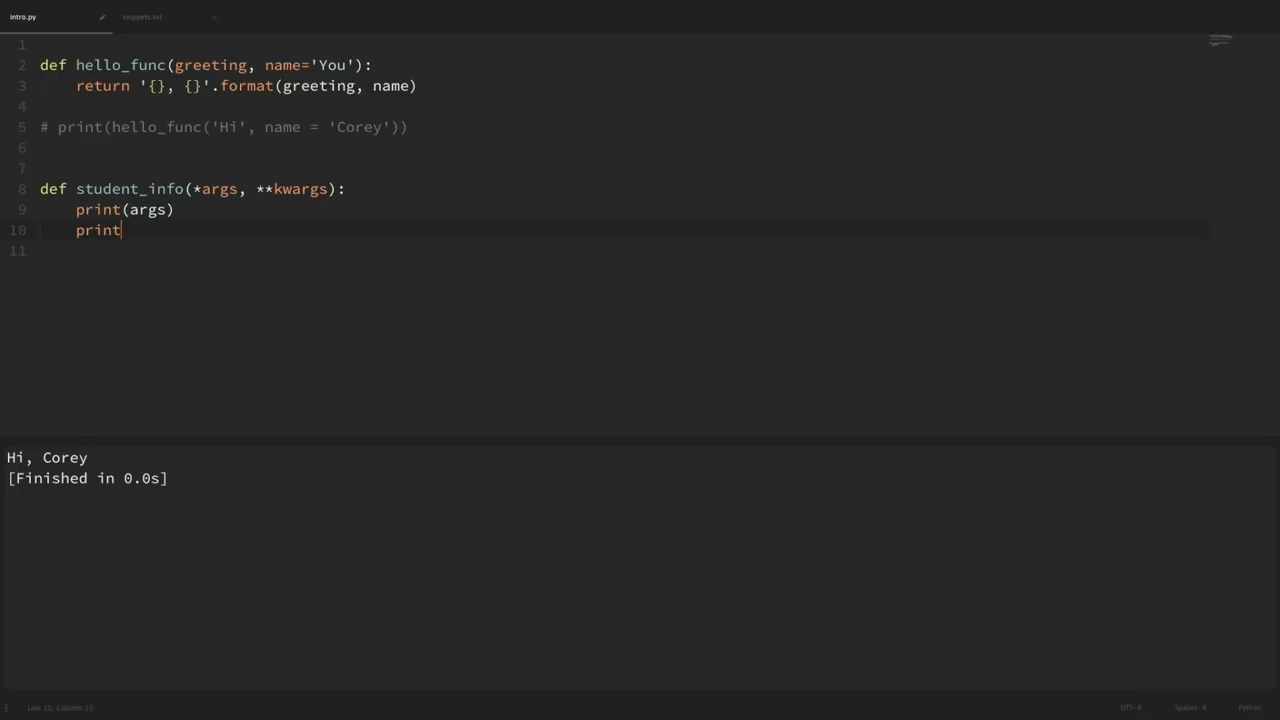 intro.py
snippets.txt
1
2 def hello_func(greeting, name='You'):
3     return '{}, {}'.format(greeting, name)
4
5 # print(hello_func('Hi', name = 'Corey'))
6
7
8 def student_info(*args, **kwargs):
9     print(args)
10     print
11
Hi, Corey
[Finished in 0.0s]
Line 10, Column 10
UTF-8
Spaces: 4
Python